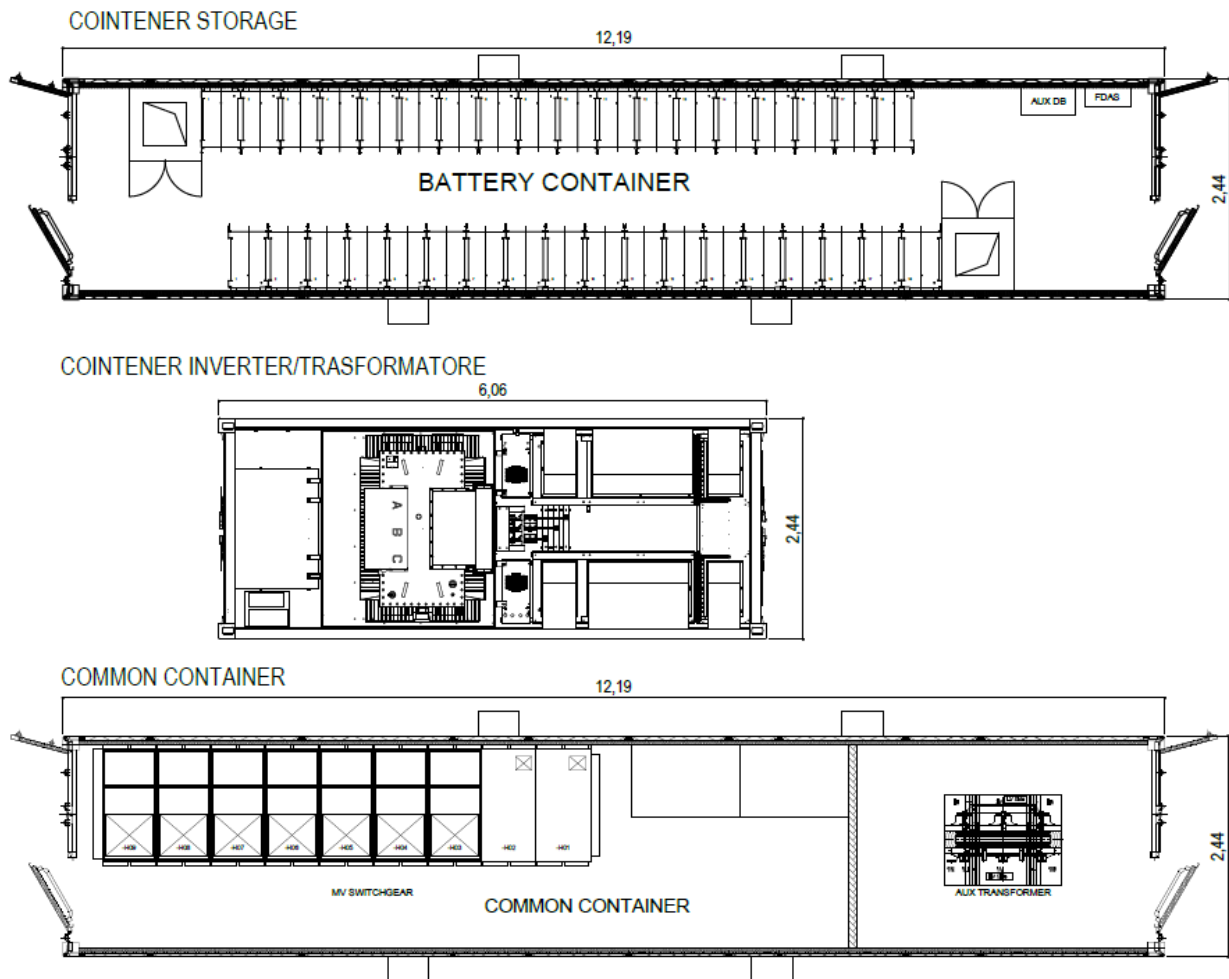 COINTENER STORAGE
12,19
AUX DB
FDAS
BATTERY CONTAINER
2,44
COINTENER INVERTER/TRASFORMATORE
6,06
A B C
2,44
COMMON CONTAINER
12,19
-H09 -H08 -H07 -H06 -H05 -H04 -H03 -H02 -H01
MV SWITCHGEAR
AUX TRANSFORMER
COMMON CONTAINER
2,44